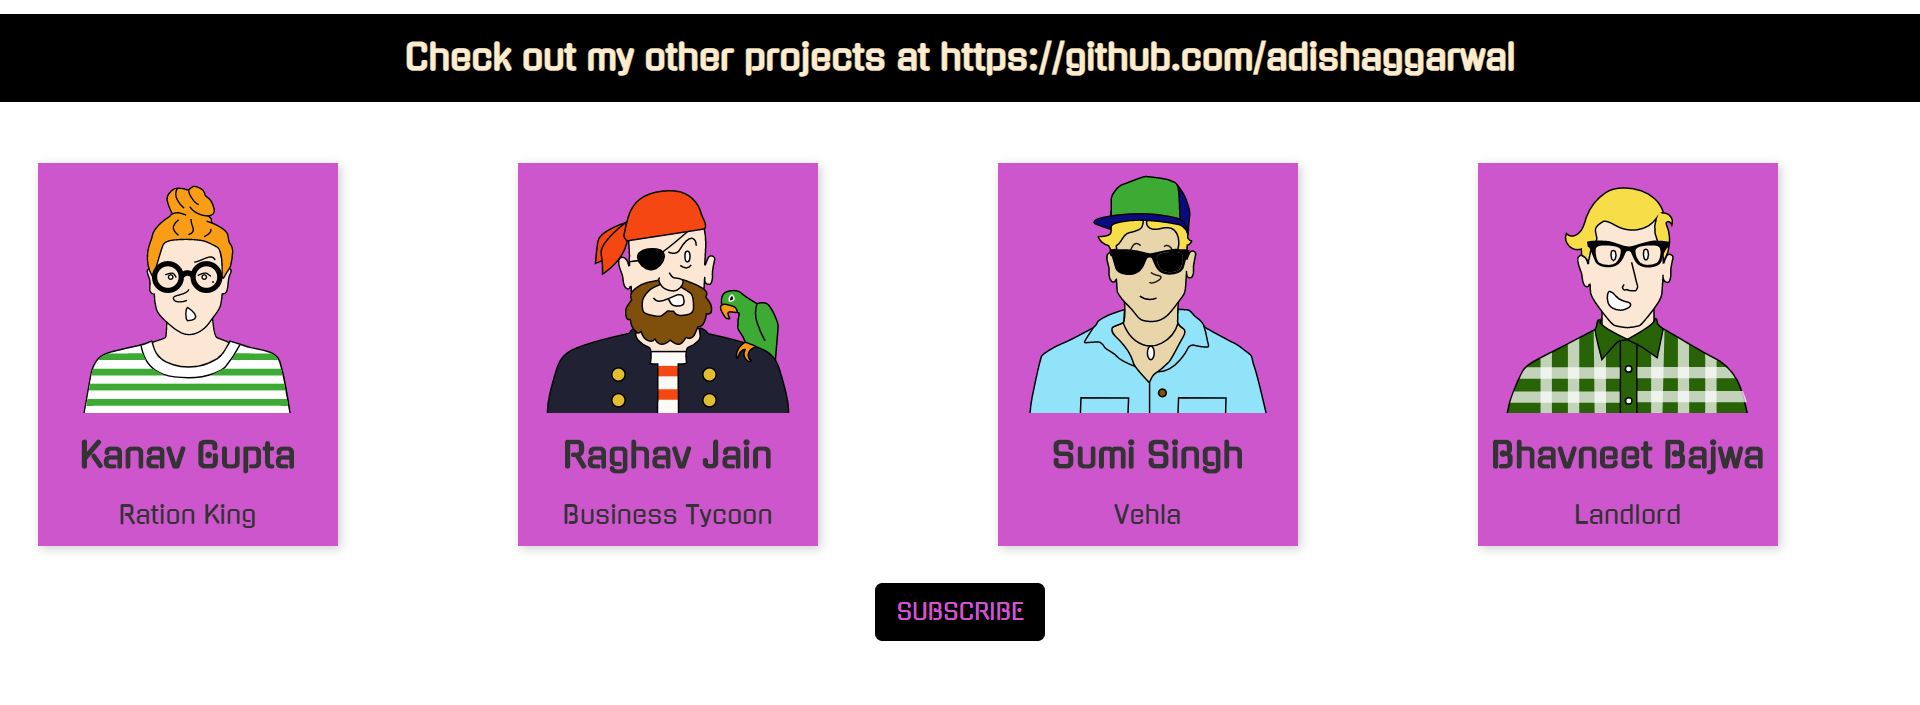 Check out my other projects at https://github.com/adishaggarwal
Kanav Gupta
Ration King
Raghav Jain
Business Tycoon
Sumi Singh
Vehla
Bhavneet Bajwa
Landlord
SUBSCRIBE